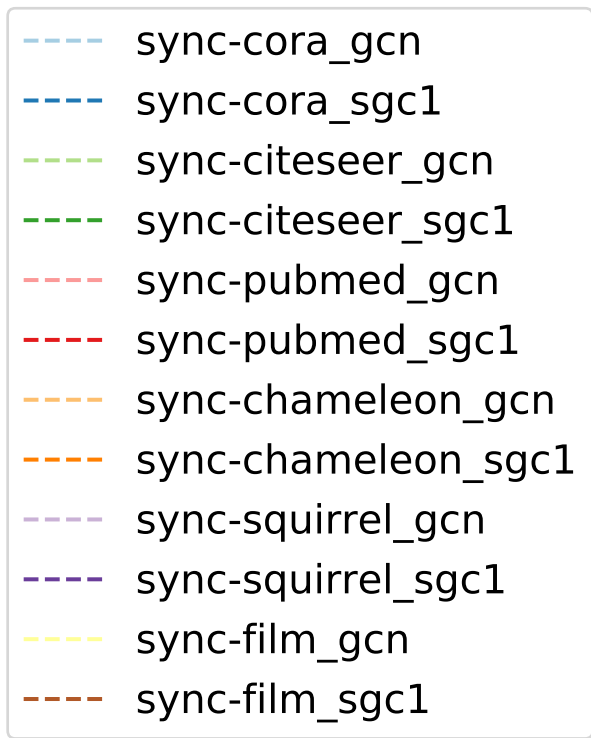 sync-cora_gcn
sync-cora_sgc1
sync-citeseer_gcn
sync-citeseer_sgc1
sync-pubmed_gcn
sync-pubmed_sgc1
sync-chameleon_gcn
sync-chameleon_sgc1
sync-squirrel_gcn
sync-squirrel_sgc1
sync-film_gcn
sync-film_sgc1